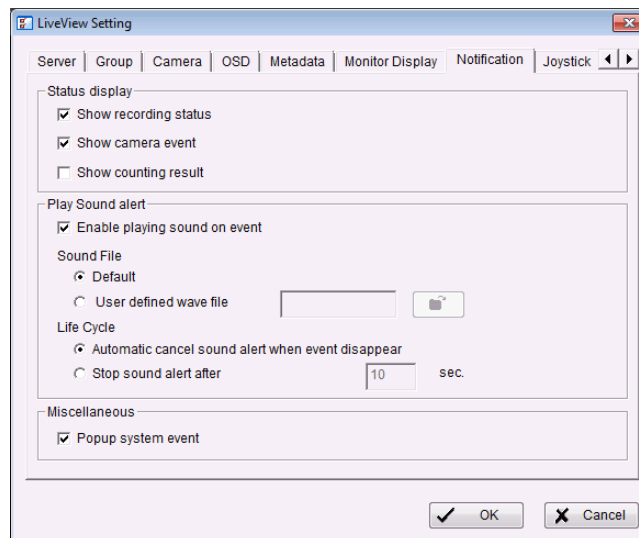 LiveView Setting
Server Group Camera OSD Metadata Monitor Display Notification Joystick
Status display
Show recording status
Show camera event
Show counting result
Play Sound alert
Enable playing sound on event
Sound File
Default
User defined wave file
Life Cycle
Automatic cancel sound alert when event disappear
Stop sound alert after 10 sec.
Miscellaneous
Popup system event
OK Cancel